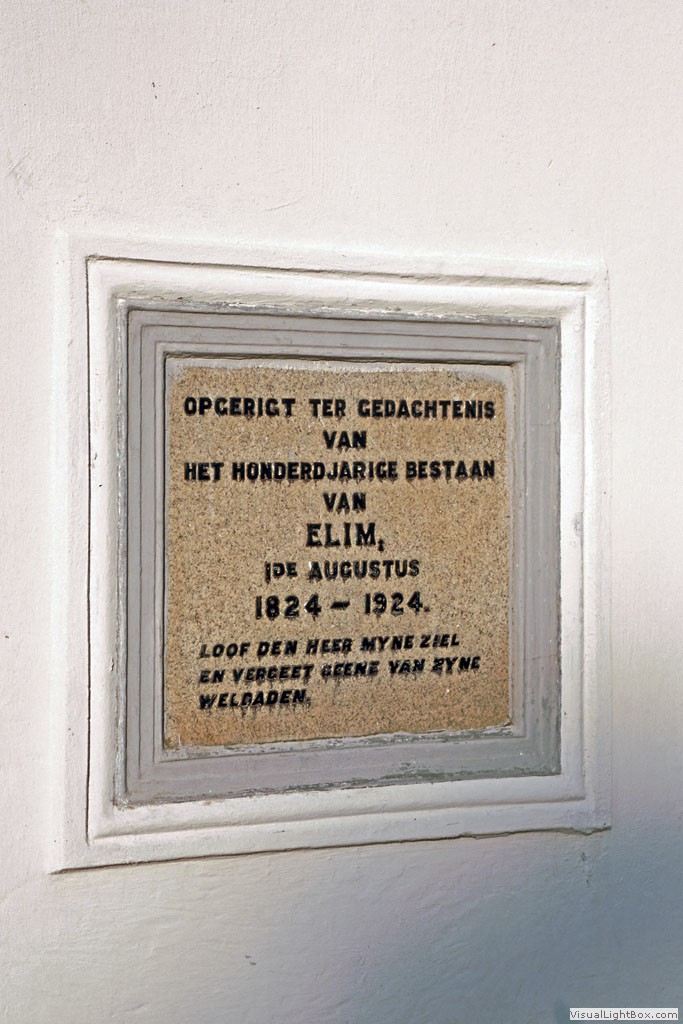 OPGERIGT TER GEDACHTENIS
VAN
HET HONDERDJARIGE BESTAAN
VAN
ELIM,
1DE AUGUSTUS
1824 – 1924.
LOOF DEN HEER MYNE ZIEL
EN VERGEET GEENE VAN ZYNE
WELDADEN.
VisualLightBox.com